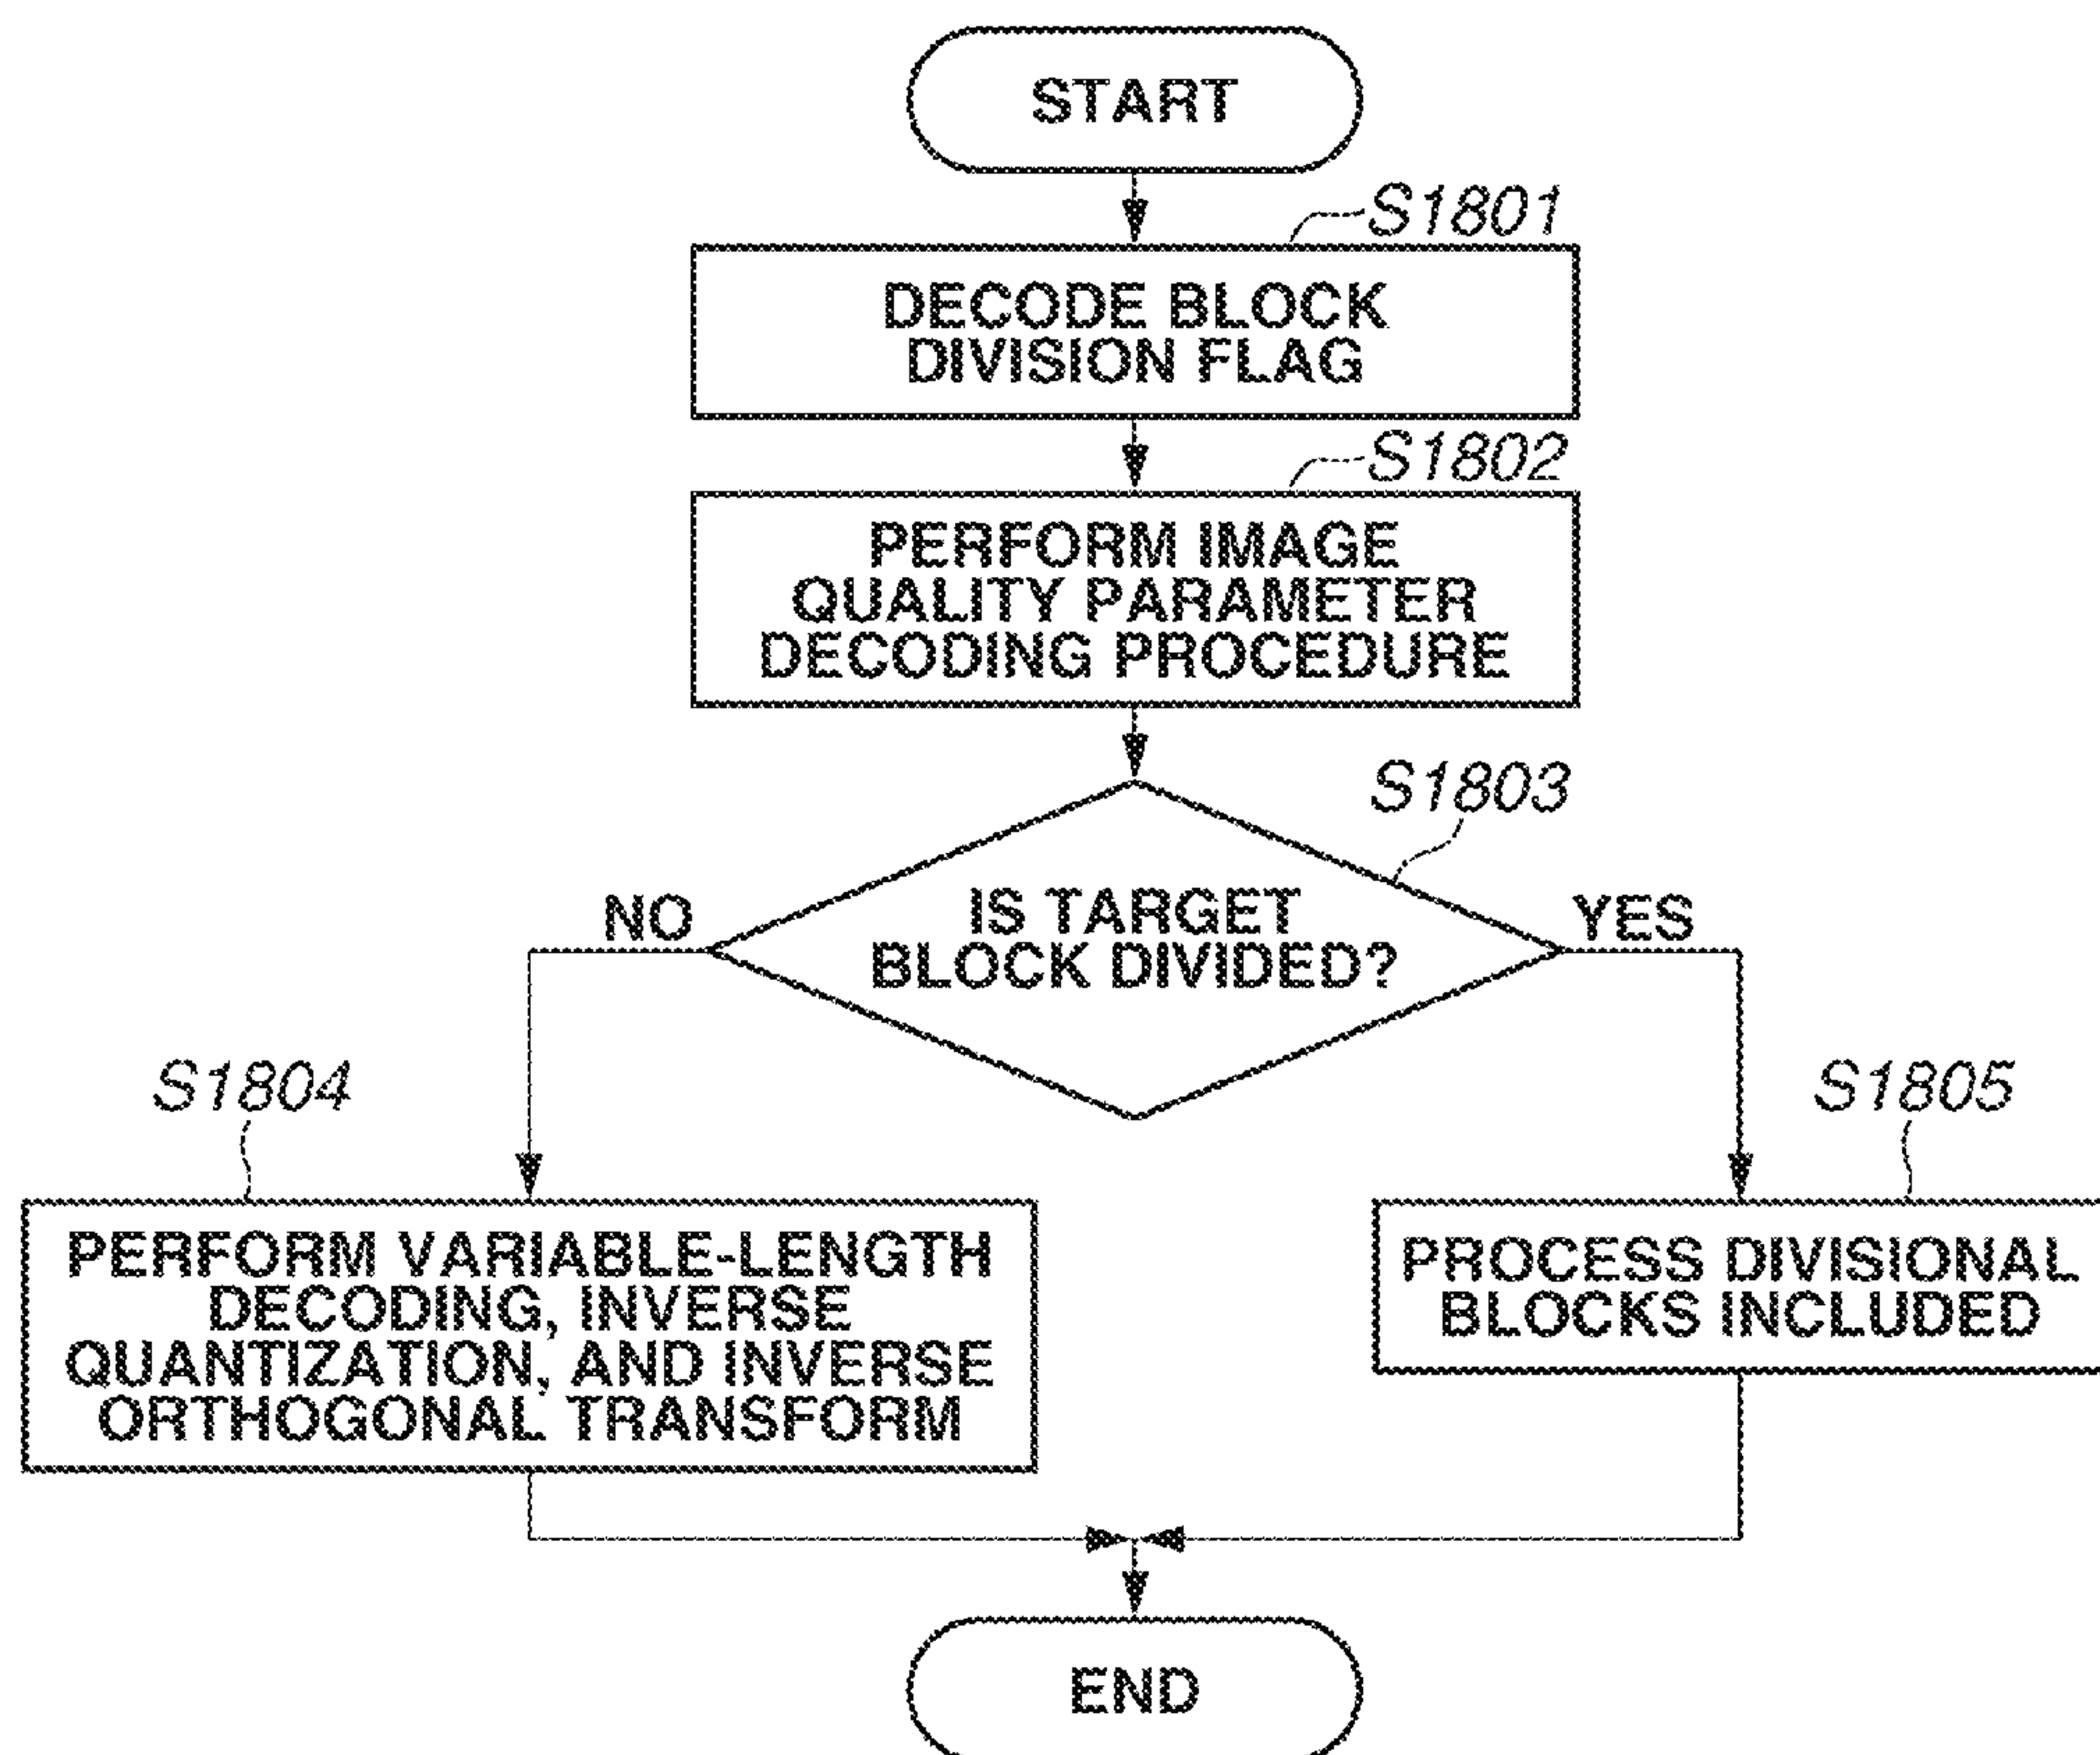 START
S1801
DECODE BLOCK
DIVISION FLAG
S1802
PERFORM IMAGE
QUALITY PARAMETER
DECODING PROCEDURE
S1803
IS TARGET
BLOCK DIVIDED?
NO
YES
S1804
PERFORM VARIABLE-LENGTH
DECODING, INVERSE
QUANTIZATION, AND INVERSE
ORTHOGONAL TRANSFORM
S1805
PROCESS DIVISIONAL
BLOCKS INCLUDED
END